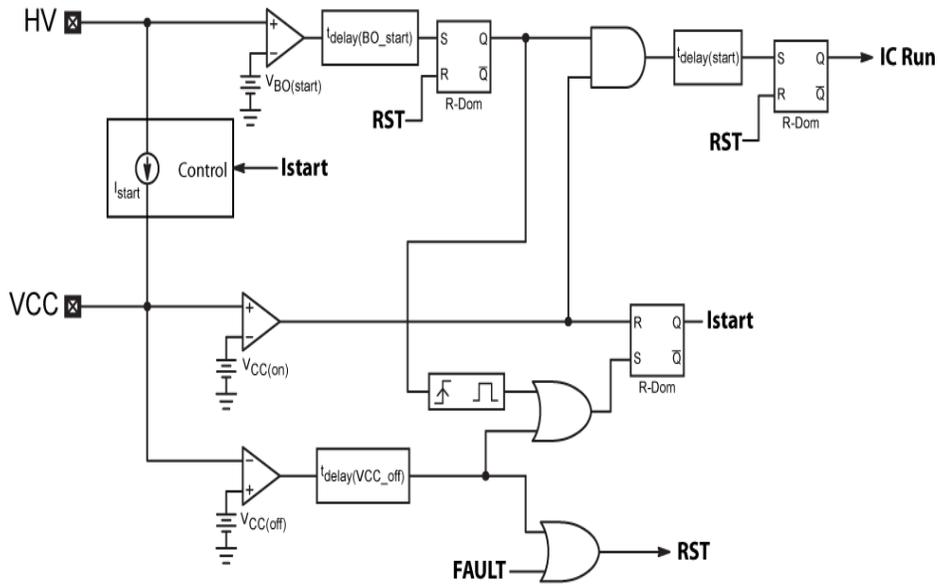 HV
+
−
tdelay(BO_start)
S Q
R Q̅
R-Dom
VBO(start)
RST
tdelay(start)
S Q
R Q̅
R-Dom
IC Run
RST
Istart
Control
Istart
VCC
+
−
VCC(on)
R Q
S Q̅
R-Dom
Istart
−
+
tdelay(VCC_off)
VCC(off)
FAULT
RST